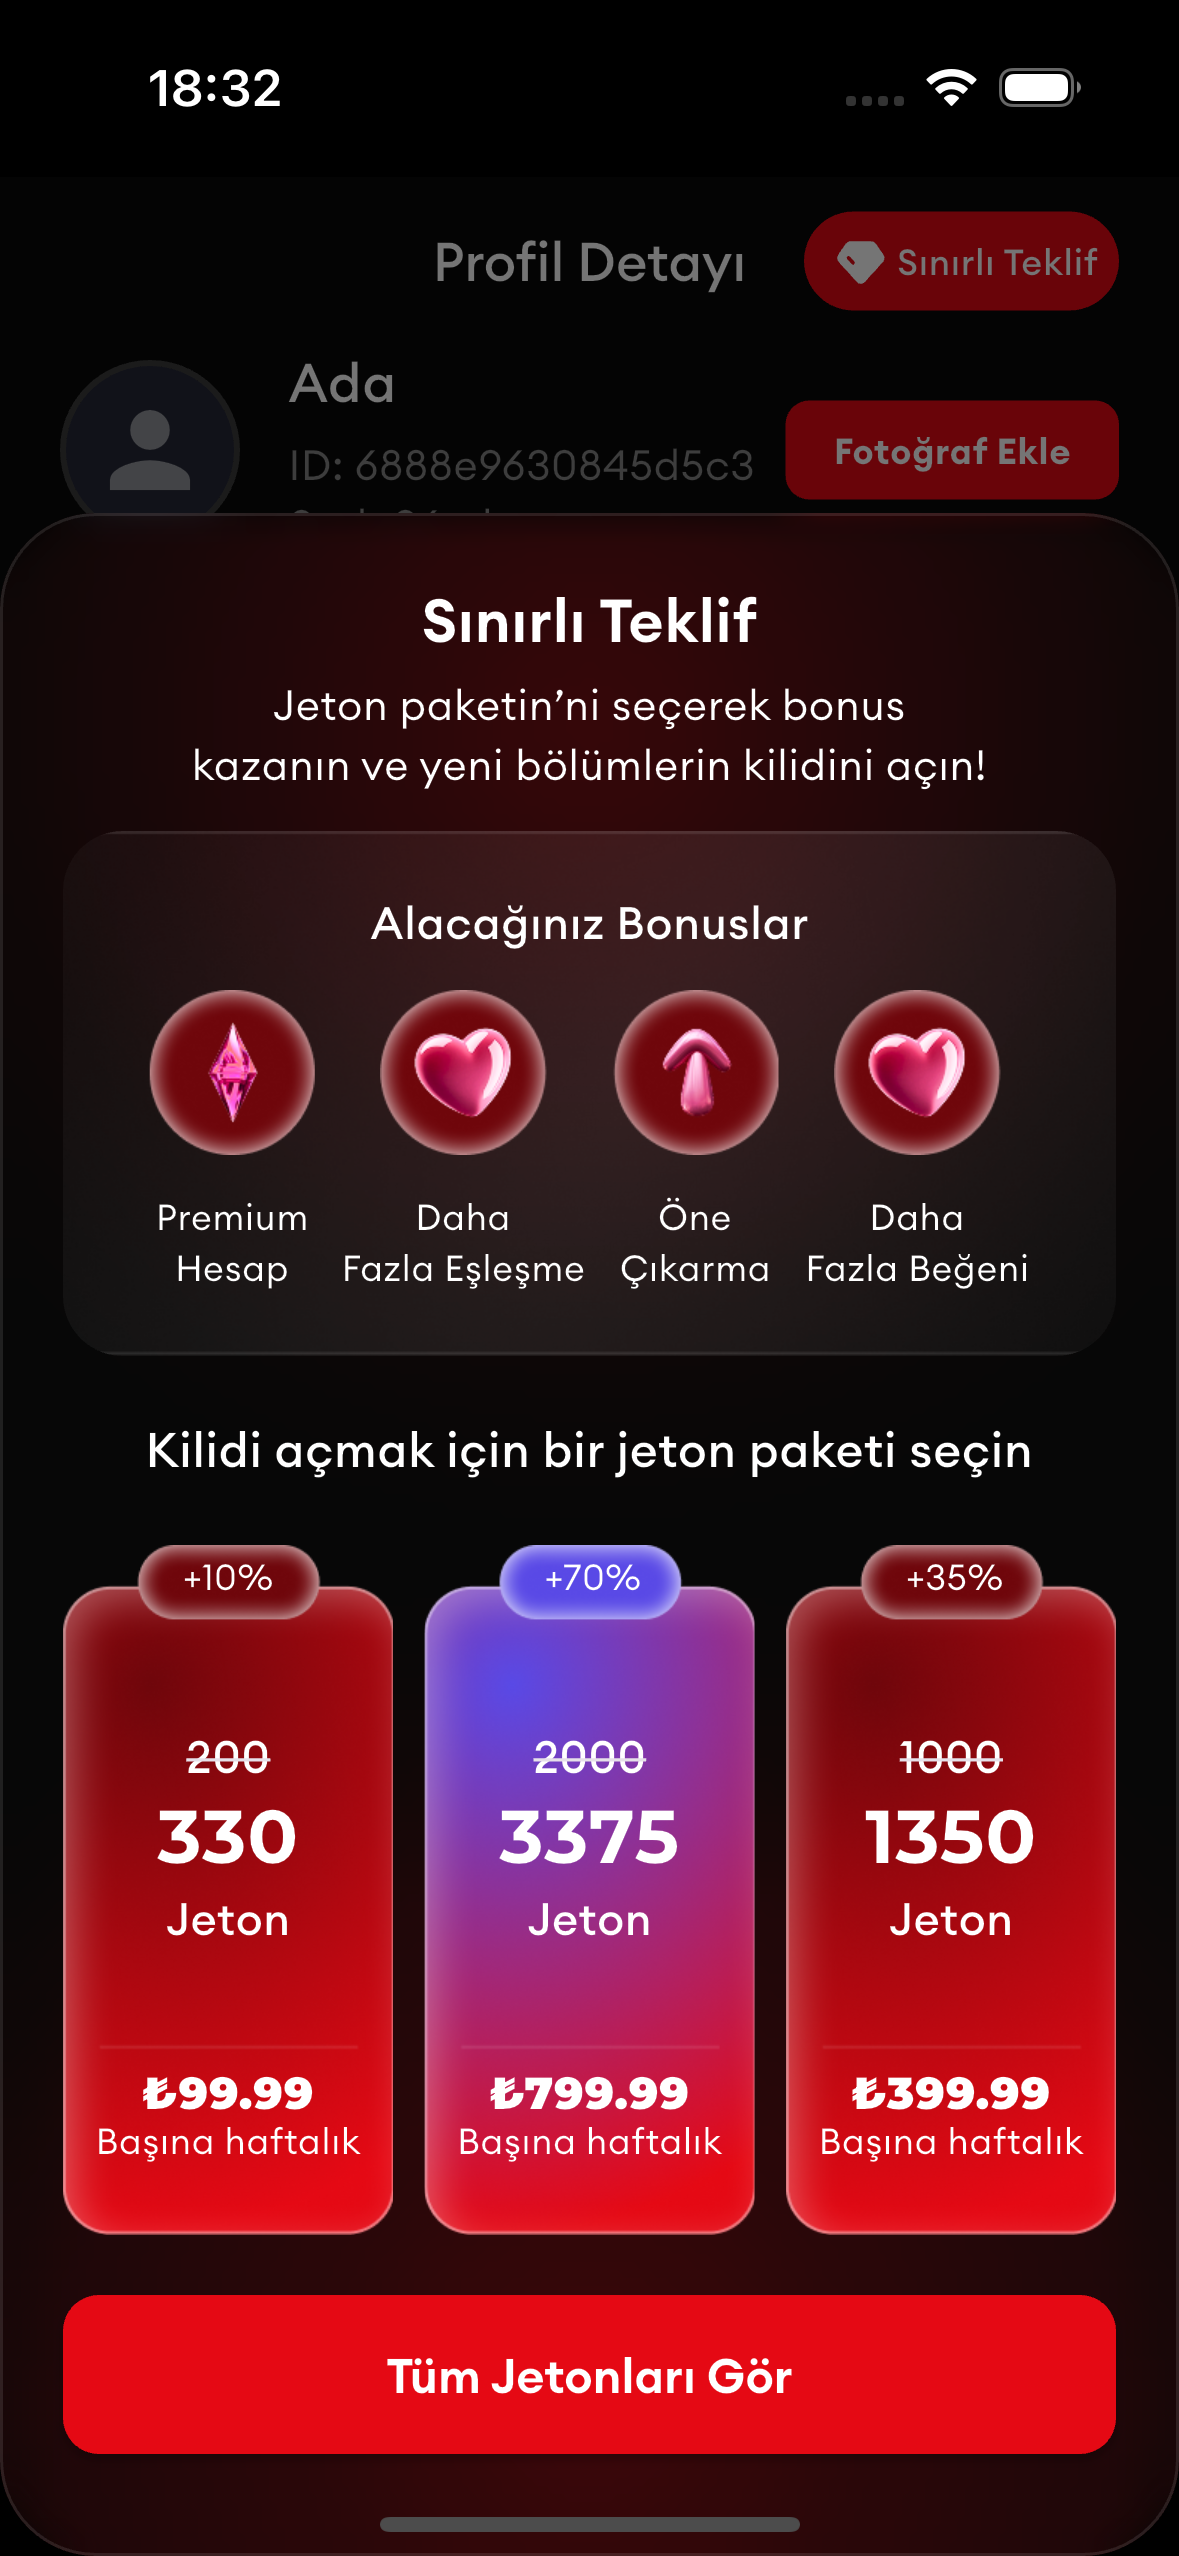 18:32
Profil Detayı
Sınırlı Teklif
Ada
ID: 6888e9630845d5c3
Fotoğraf Ekle
Sınırlı Teklif
Jeton paketin’ni seçerek bonus
kazanın ve yeni bölümlerin kilidini açın!
Alacağınız Bonuslar
Premium
Hesap
Daha
Fazla Eşleşme
Öne
Çıkarma
Daha
Fazla Beğeni
Kilidi açmak için bir jeton paketi seçin
+10%
200
330
Jeton
₺99.99
Başına haftalık
+70%
2000
3375
Jeton
₺799.99
Başına haftalık
+35%
1000
1350
Jeton
₺399.99
Başına haftalık
Tüm Jetonları Gör